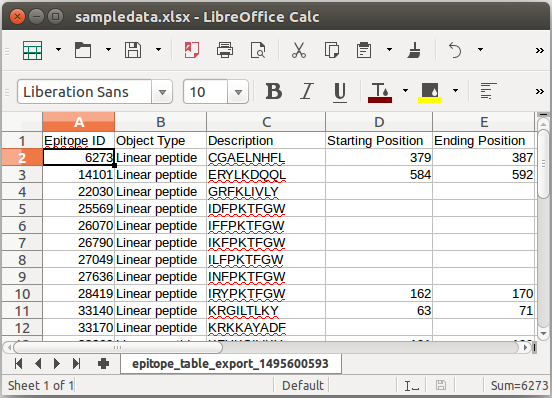 sampledata.xlsx - LibreOffice Calc
Liberation Sans 10 B I U T
A B C D E
1 Epitope ID Object Type Description Starting Position Ending Position
2 6273 Linear peptide CGAELNHFL 379 387
3 14101 Linear peptide ERYLKDQQL 584 592
4 22030 Linear peptide GRFKLIVLY
5 25569 Linear peptide IDFPKTFGW
6 26070 Linear peptide IFFPKTFGW
7 26790 Linear peptide IKFPKTFGW
8 27049 Linear peptide ILFPKTFGW
9 27636 Linear peptide INFPKTFGW
10 28419 Linear peptide IRYPKTFGW 162 170
11 33140 Linear peptide KRGILTLKY 63 71
12 33170 Linear peptide KRKKAYADF
epitope_table_export_1495600593
Sheet 1 of 1 Default Sum=6273